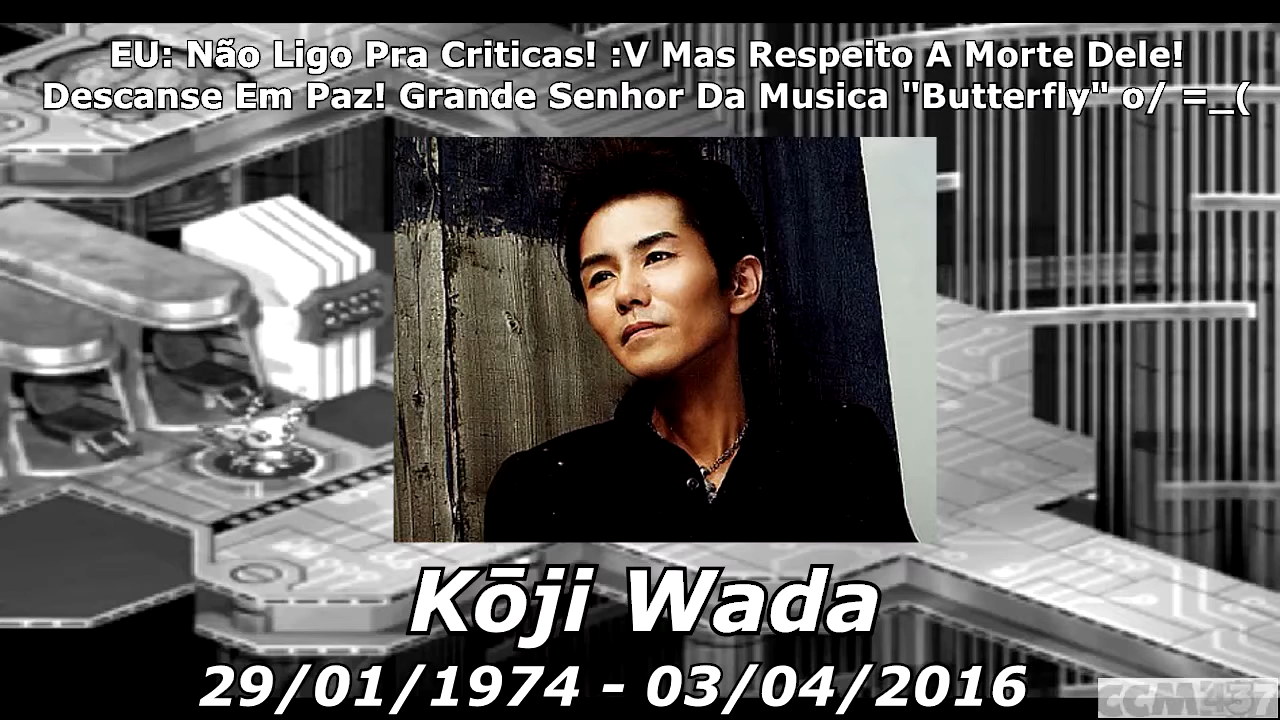 EU: Não Ligo Pra Criticas! :V Mas Respeito A Morte Dele!
Descanse Em Paz! Grande Senhor Da Musica "Butterfly" o/ =_(
Kōji Wada
29/01/1974 - 03/04/2016
CCM437